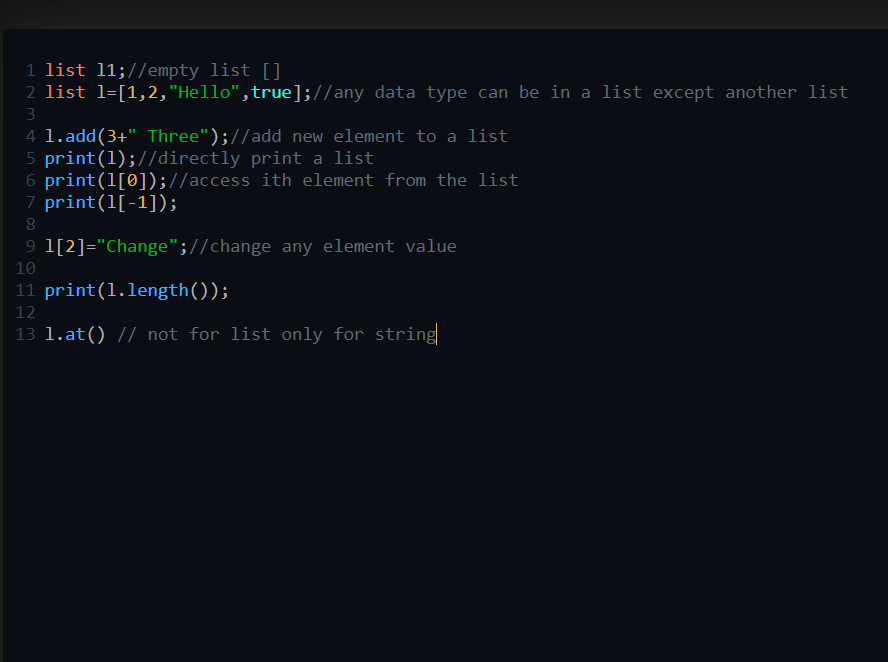 1 list l1;//empty list []
2 list l=[1,2,"Hello",true];//any data type can be in a list except another list
3
4 l.add(3+" Three");//add new element to a list
5 print(l);//directly print a list
6 print(l[0]);//access ith element from the list
7 print(l[-1]);
8
9 l[2]="Change";//change any element value
10
11 print(l.length());
12
13 l.at() // not for list only for string